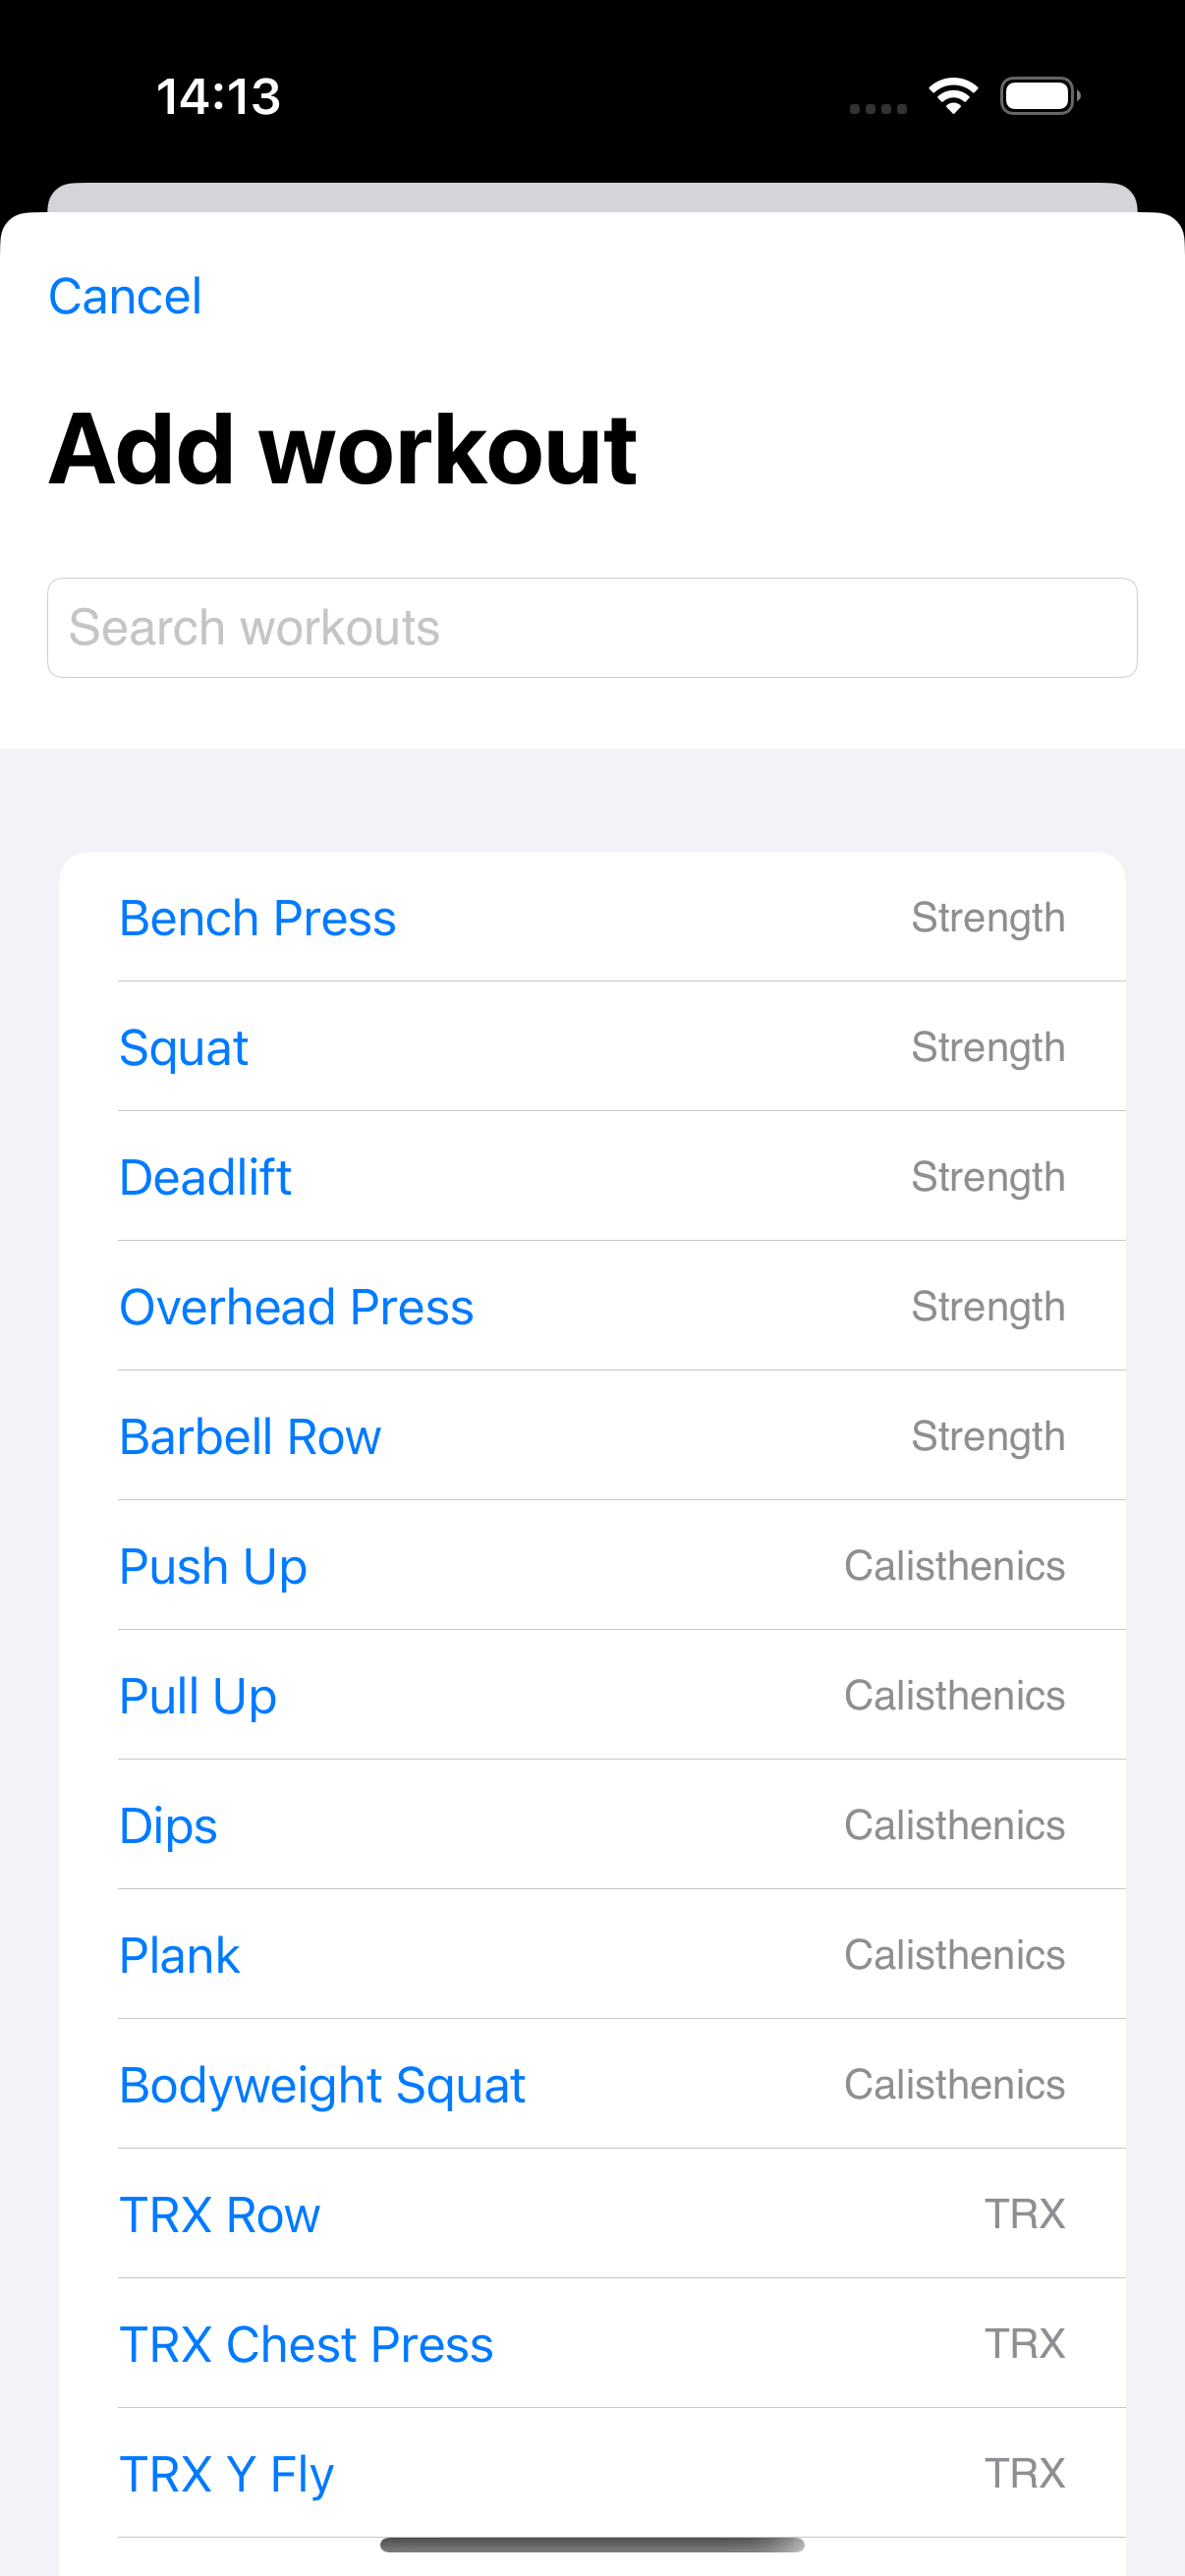 14:13
Cancel
Add workout
Search workouts
Bench Press Strength
Squat Strength
Deadlift Strength
Overhead Press Strength
Barbell Row Strength
Push Up Calisthenics
Pull Up Calisthenics
Dips Calisthenics
Plank Calisthenics
Bodyweight Squat Calisthenics
TRX Row TRX
TRX Chest Press TRX
TRX Y Fly TRX